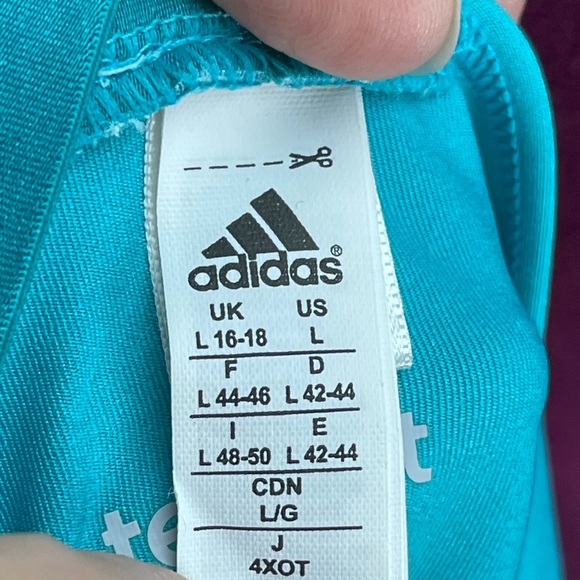 adidas®
UK US
L 16-18 L
F D
L 44-46 L 42-44
I E
L 48-50 L 42-44
CDN
L/G
J
4XOT